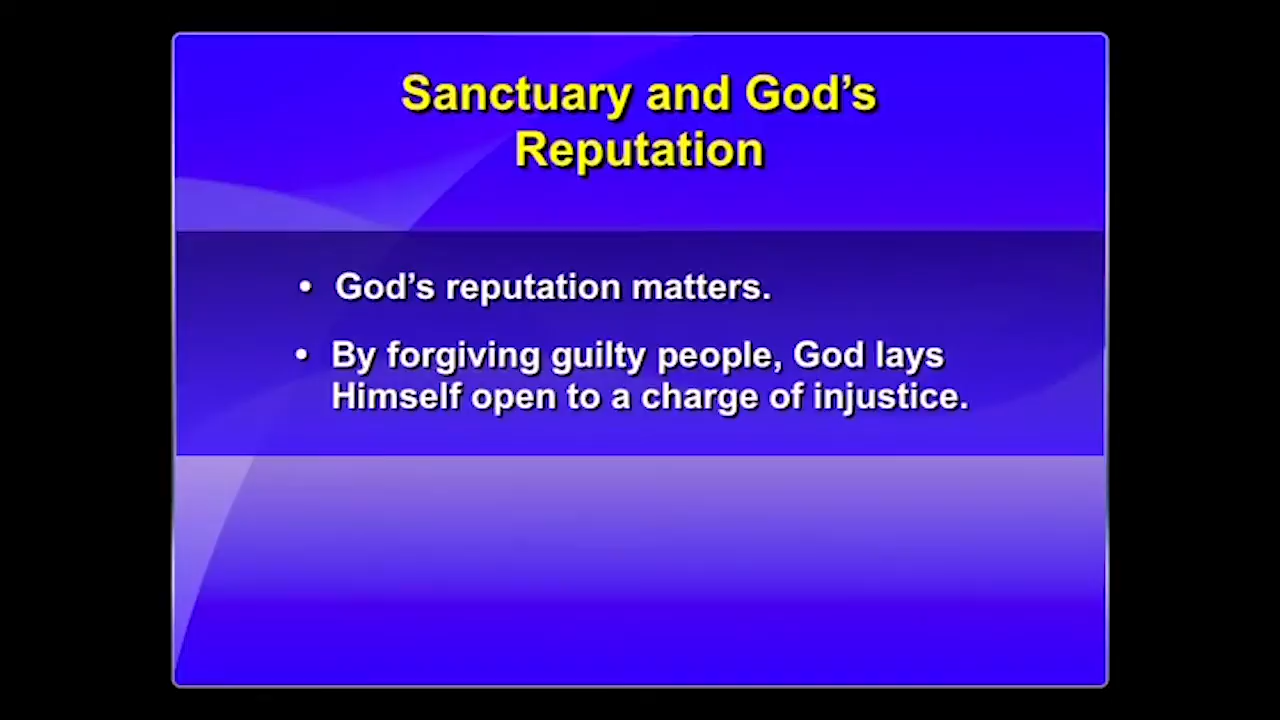 Sanctuary and God’s
Reputation
• God’s reputation matters.
• By forgiving guilty people, God lays
Himself open to a charge of injustice.